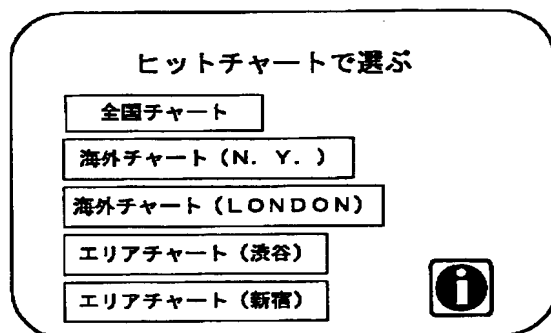 ヒットチャートで選ぶ
全国チャート
海外チャート（N．Y．）
海外チャート（LONDON）
エリアチャート（渋谷）
エリアチャート（新宿）
i